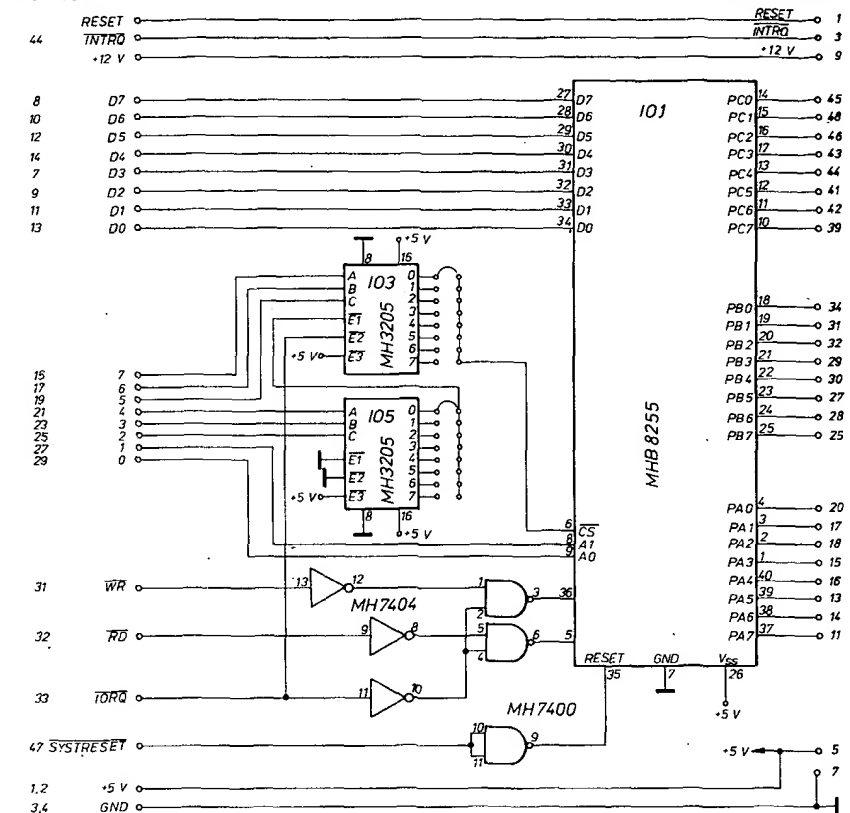 RESET RESET 1
44 INTRQ INTRQ 3
+12 V +12 V 9
8 D7 27 D7 IO1 PC0 14 45
10 D6 28 D6 PC1 15 48
12 D5 29 D5 PC2 16 46
14 D4 30 D4 PC3 17 43
7 D3 31 D3 PC4 13 44
9 D2 32 D2 PC5 12 41
11 D1 33 D1 PC6 11 42
13 D0 34 D0 PC7 10 39
+5 V
8 16
A IO3 0
B 1
C 2
E1 3
E2 4
5
+5 V E3 6
7
MH3205
PB0 18 34
PB1 19 31
PB2 20 32
PB3 21 29
PB4 22 30
PB5 23 27
PB6 24 28
PB7 25 25
MHB8255
15 7
17 6
19 5
21 4
23 3
25 2
27 1
29 0
A IO5 0
B 1
C 2
E1 3
4
E2 5
6
+5 V E3 7
MH3205
8 16
+5 V
6 CS
8 A1
9 A0
PA0 4 20
PA1 3 17
PA2 2 18
PA3 1 15
PA4 40 16
PA5 39 13
PA6 38 14
PA7 37 11
31 WR 13 12 1 2 3 36
MH7404
32 RD 9 8 5 4 6 5
RESET GND Vss
35 7 26
+5 V
33 IORQ 11 10
MH7400
47 SYSTRESET 10 11 9
+5 V 5
7
1,2 +5 V
3,4 GND